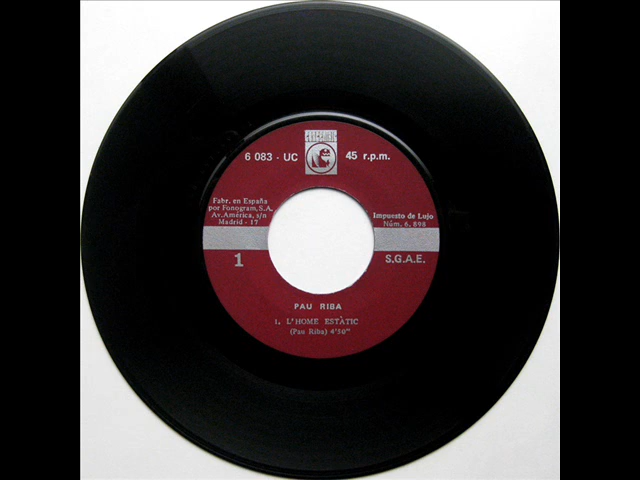 CONCÈNTRIC
6 083 - UC
45 r.p.m.
Fabr. en España
por Fonogram, S.A.
Av. América, s/n
Madrid - 17
Impuesto de Lujo
Núm. 6.898
1
S.G.A.E.
PAU RIBA
1. L'HOME ESTÀTIC
(Pau Riba) 4'50"